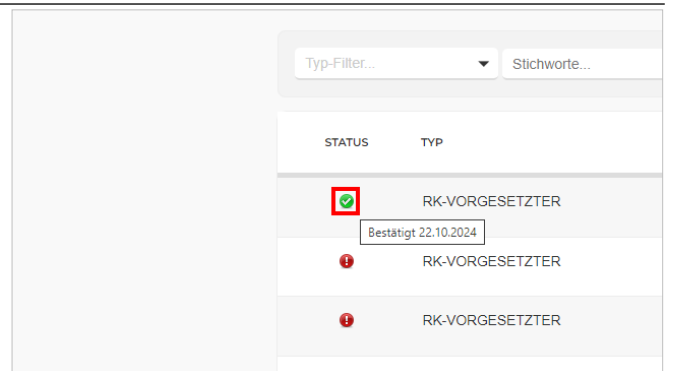 Typ-Filter... Stichworte...
STATUS TYP
RK-VORGESETZTER
Bestätigt 22.10.2024
RK-VORGESETZTER
RK-VORGESETZTER